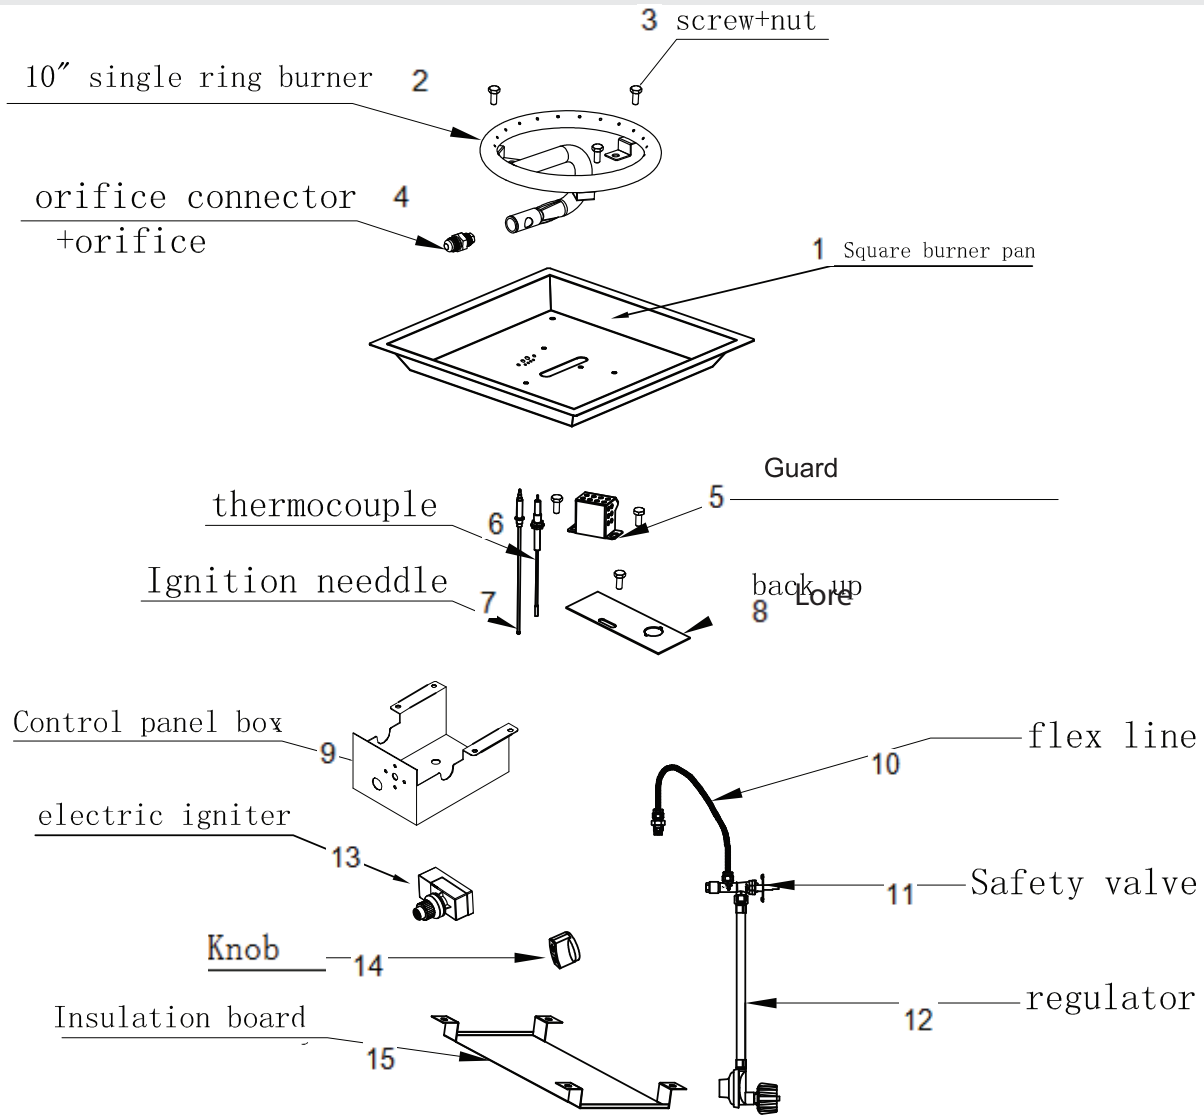 3 screw+nut
10″ single ring burner 2
orifice connector 4
+orifice
1 Square burner pan
Guard
5
thermocouple 6
Ignition needdle 7
back up
Lore
8
Control panel box 9
flex line
10
electric igniter
13
11 Safety valve
Knob 14
12 regulator
Insulation board
15